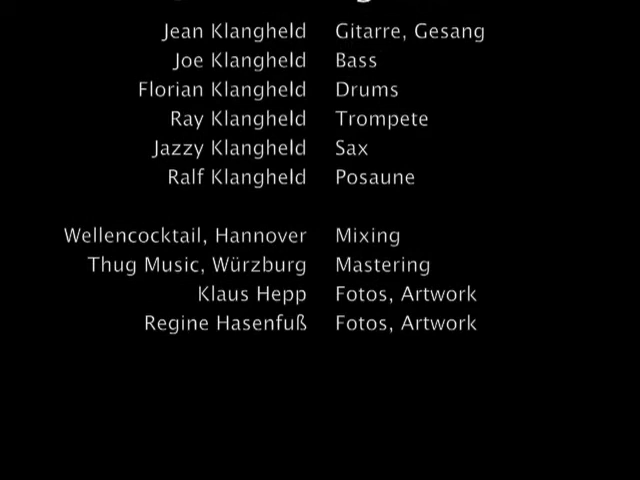 Jean Klangheld Gitarre, Gesang
Joe Klangheld Bass
Florian Klangheld Drums
Ray Klangheld Trompete
Jazzy Klangheld Sax
Ralf Klangheld Posaune
Wellencocktail, Hannover Mixing
Thug Music, Würzburg Mastering
Klaus Hepp Fotos, Artwork
Regine Hasenfuß Fotos, Artwork